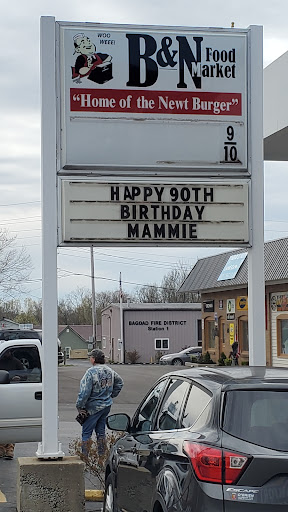 WOO
WEEE!
B&N Food
Market
"Home of the Newt Burger"
9
10
HAPPY 90TH
BIRTHDAY
MAMMIE
BAGDAD FIRE DISTRICT
Station 1